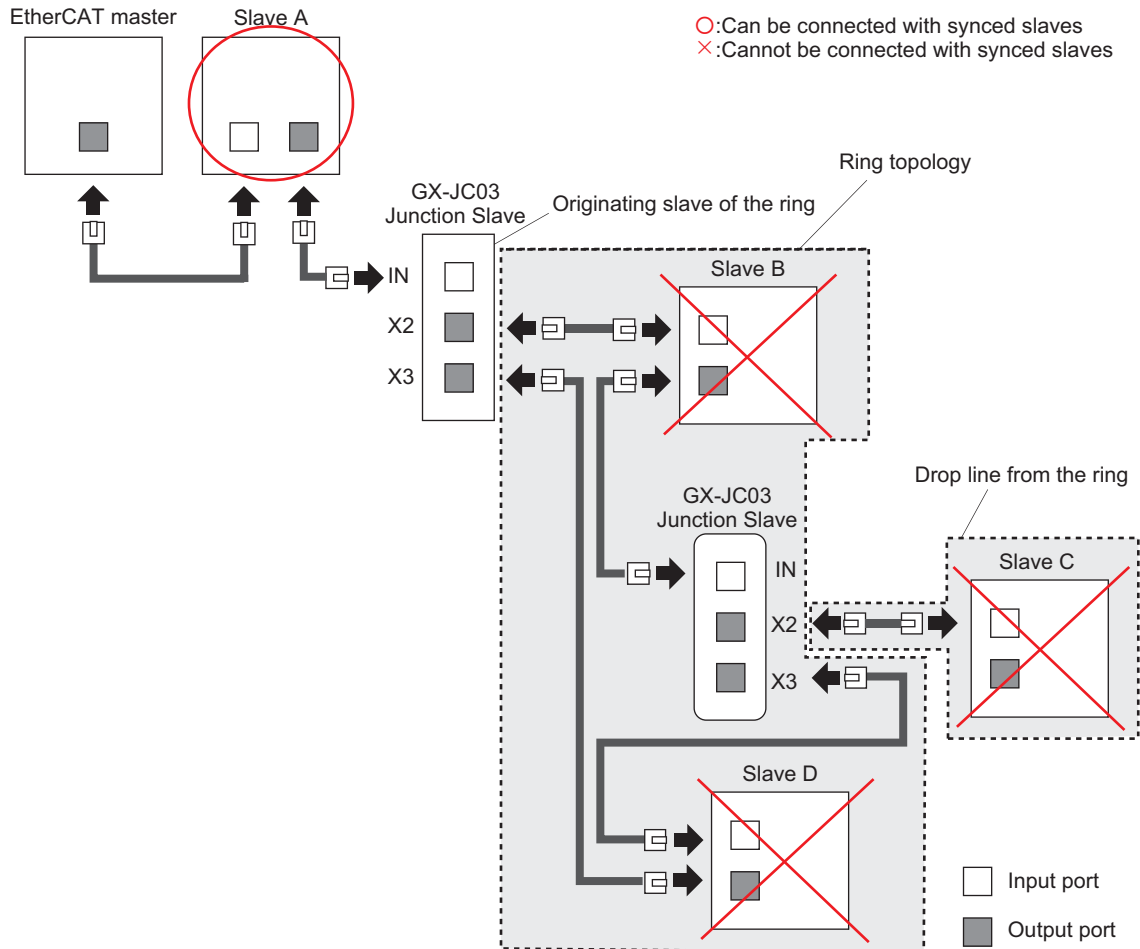 EtherCAT master
Slave A
○:Can be connected with synced slaves
×:Cannot be connected with synced slaves
Ring topology
GX-JC03
Junction Slave
Originating slave of the ring
IN
X2
X3
Slave B
Drop line from the ring
GX-JC03
Junction Slave
IN
X2
X3
Slave C
Slave D
Input port
Output port